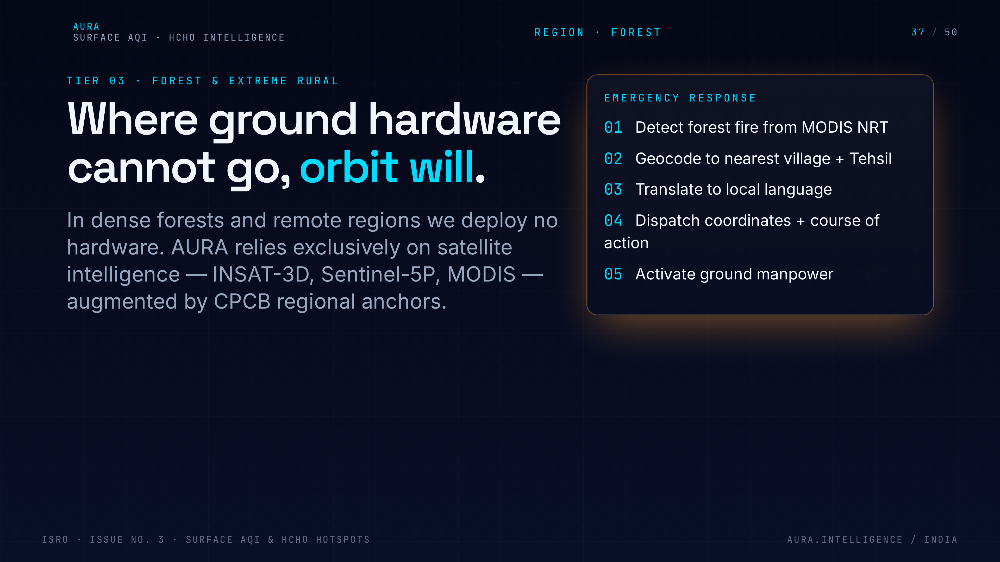 AURA
SURFACE AQI · HCHO INTELLIGENCE
REGION · FOREST
37 / 50
TIER 03 · FOREST & EXTREME RURAL
Where ground hardware
cannot go, orbit will.
In dense forests and remote regions we deploy no
hardware. AURA relies exclusively on satellite
intelligence — INSAT-3D, Sentinel-5P, MODIS —
augmented by CPCB regional anchors.
EMERGENCY RESPONSE
01 Detect forest fire from MODIS NRT
02 Geocode to nearest village + Tehsil
03 Translate to local language
04 Dispatch coordinates + course of
action
05 Activate ground manpower
ISRO · ISSUE NO. 3 · SURFACE AQI & HCHO HOTSPOTS
AURA.INTELLIGENCE / INDIA